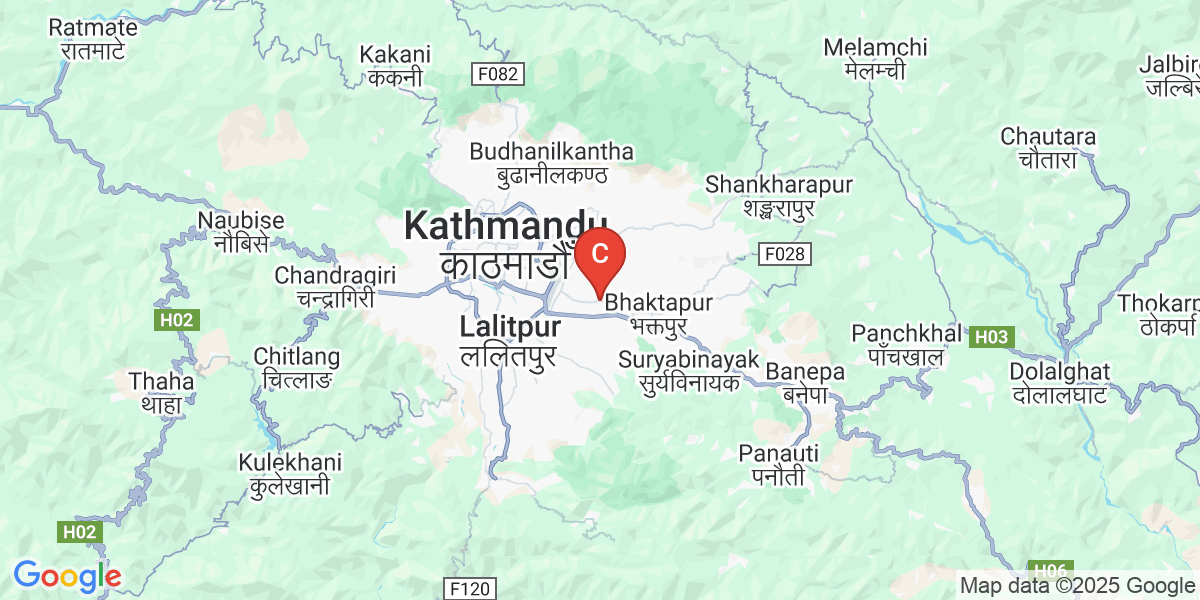 Ratmate
रातमाटे
Kakani
ककनी
F082
Melamchi
मेलम्ची
जल्बिरे
Chautara
चौतारा
Budhanilkantha
बुढानीलकण्ठ
Shankharapur
शङ्खरापुर
Naubise
नौबिसे
Kathmandu
काठमाडौँ
C
F028
Chandragiri
चन्द्रागिरी
Bhaktapur
भक्तपुर
Thokarp
ठोकर्पा
H02
Lalitpur
ललितपुर
Panchkhal
पाँचखाल
H03
Chitlang
चित्लाङ
Suryabinayak
सुर्यविनायक
Banepa
बनेपा
Dolalghat
दोलालघाट
Thaha
थाहा
Kulekhani
कुलेखानी
Panauti
पनौती
H02
H06
Google
F120
Map data ©2025 Google